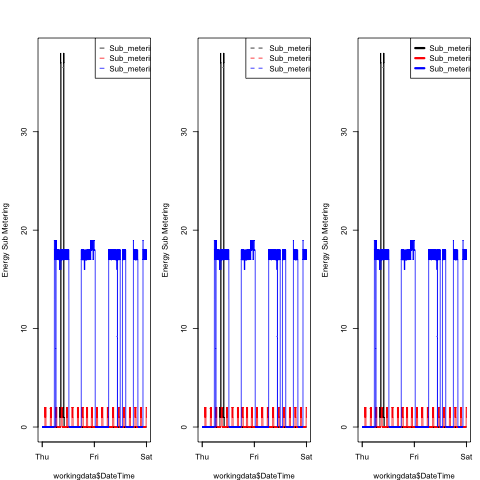 Sub_meteri
Sub_meteri
Sub_meteri
Energy Sub Metering
0
10
20
30
Thu
Fri
Sat
workingdata$DateTime
Sub_meteri
Sub_meteri
Sub_meteri
Energy Sub Metering
0
10
20
30
Thu
Fri
Sat
workingdata$DateTime
Sub_meteri
Sub_meteri
Sub_meteri
Energy Sub Metering
0
10
20
30
Thu
Fri
Sat
workingdata$DateTime